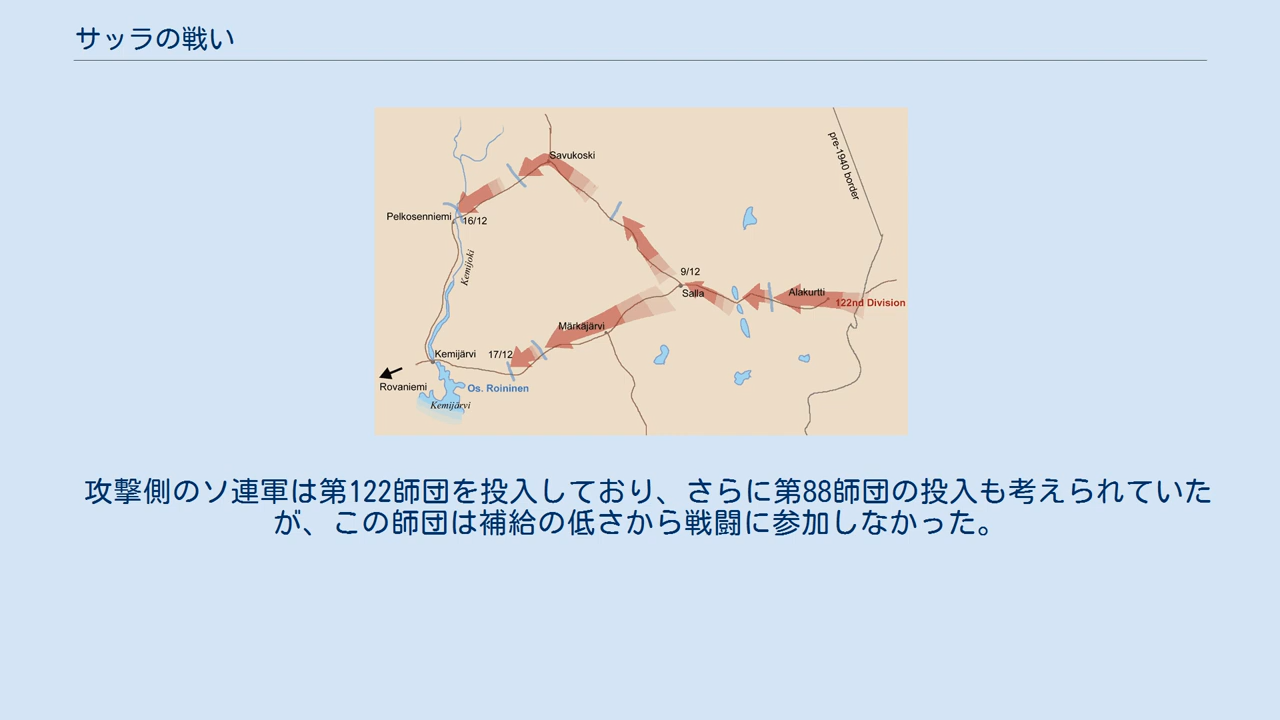 サッラの戦い
Savukoski
pre-1940 border
Pelkosenniemi
16/12
Kemijoki
9/12
Salla
Alakurtti
122nd Division
Märkäjärvi
Kemijärvi
17/12
Rovaniemi
Os. Roininen
Kemijärvi
攻撃側のソ連軍は第122師団を投入しており、さらに第88師団の投入も考えられていた
が、この師団は補給の低さから戦闘に参加しなかった。